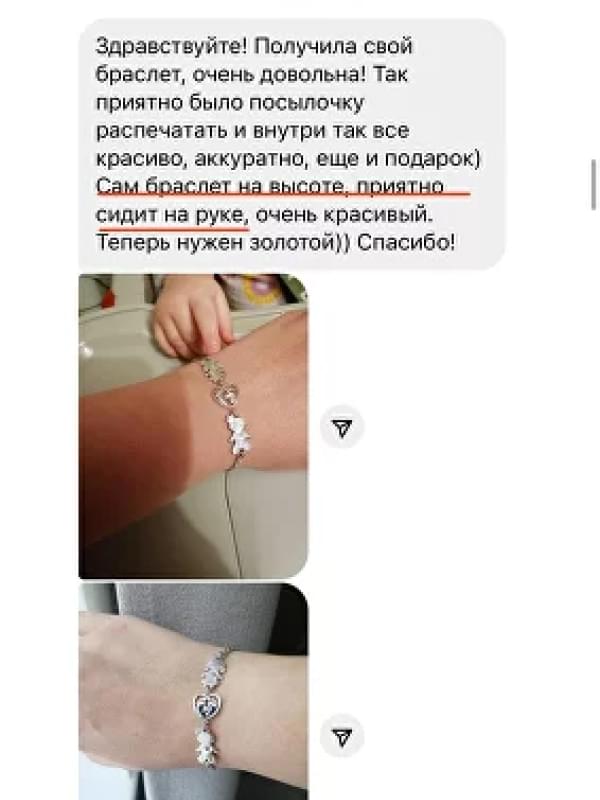 Здравствуйте! Получила свой
браслет, очень довольна! Так
приятно было посылочку
распечатать и внутри так все
красиво, аккуратно, еще и подарок)
Сам браслет на высоте, приятно
сидит на руке, очень красивый.
Теперь нужен золотой)) Спасибо!